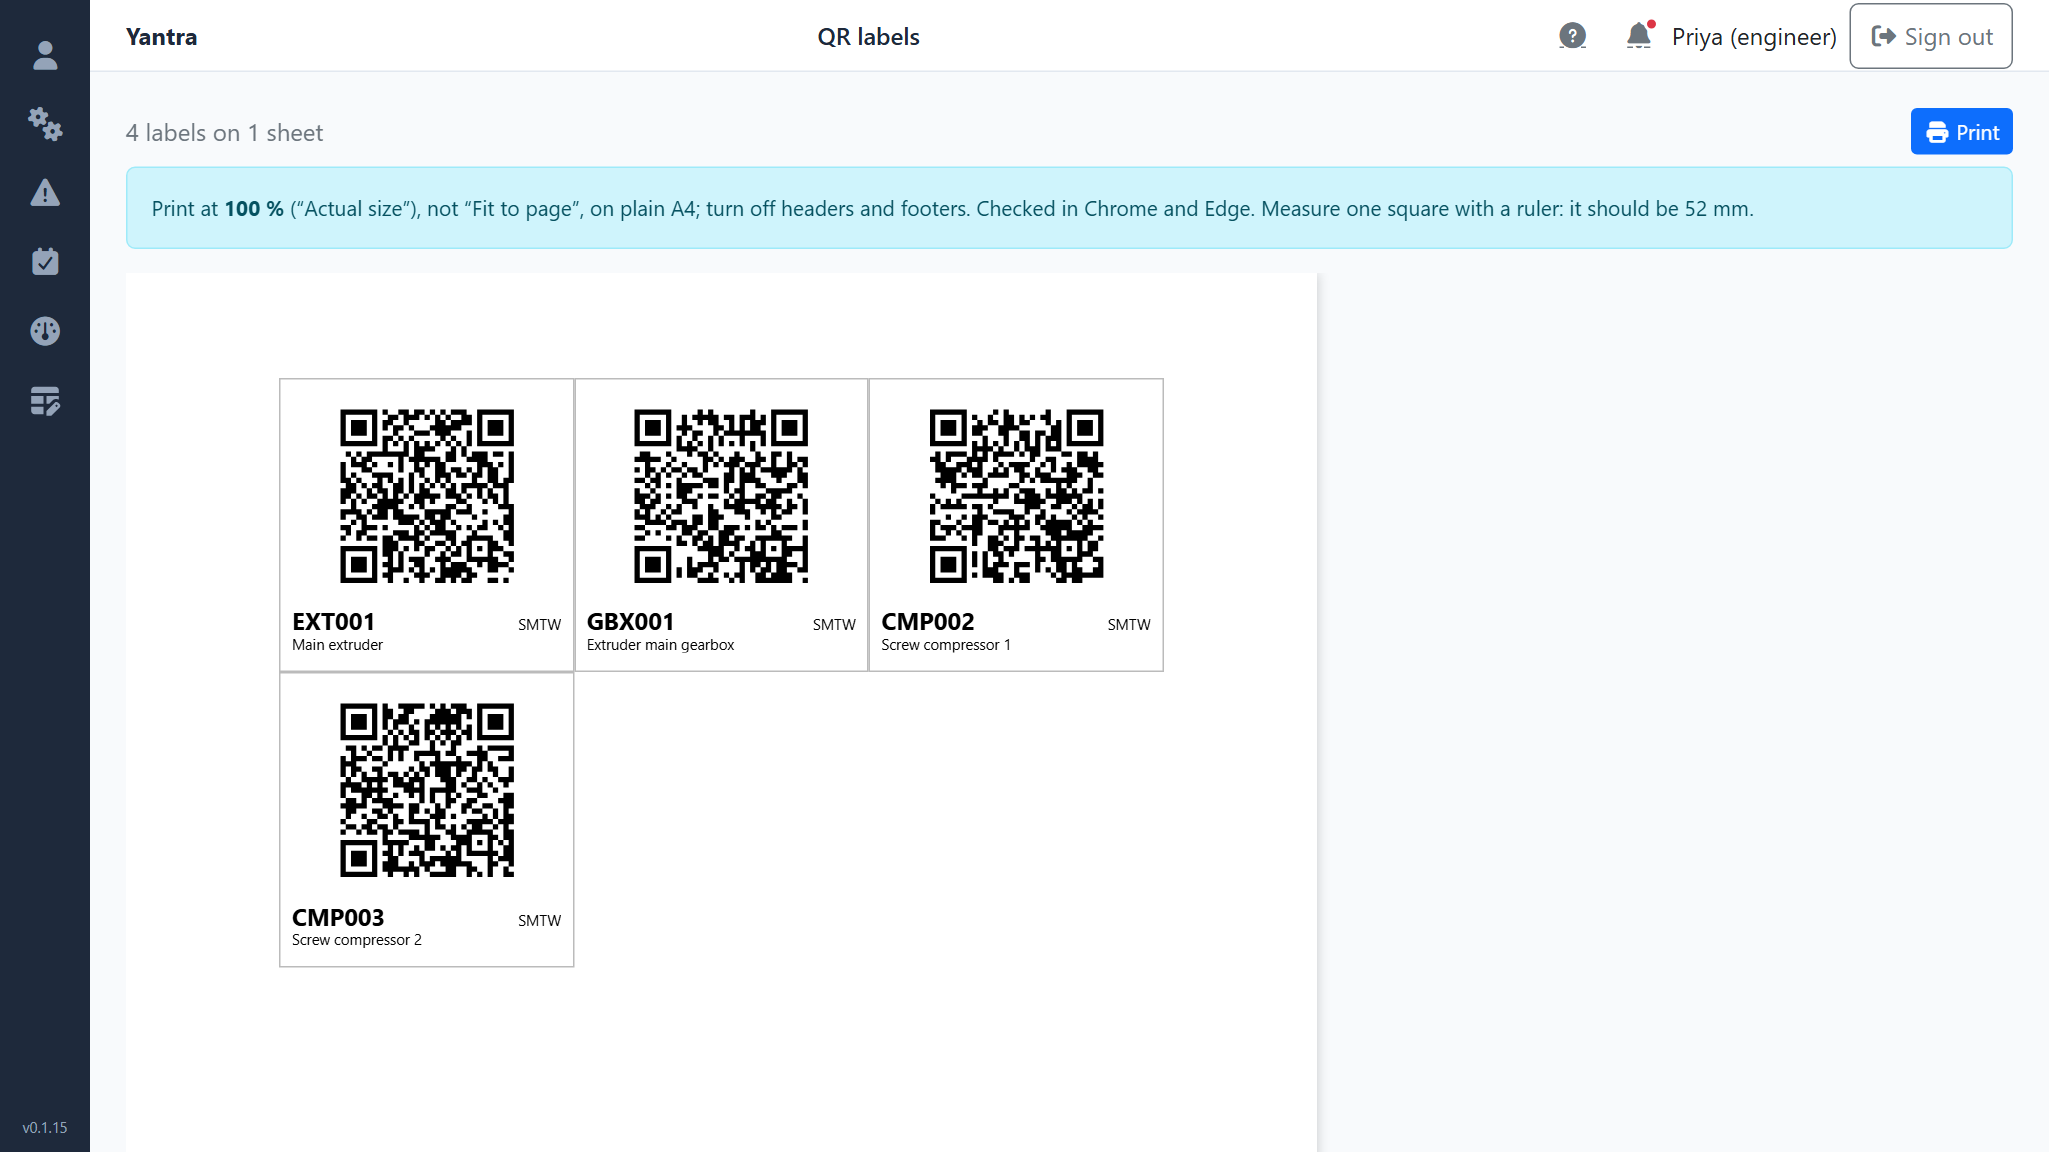 Yantra
QR labels
Priya (engineer)
Sign out
4 labels on 1 sheet
Print
Print at 100 % (“Actual size”), not “Fit to page”, on plain A4; turn off headers and footers. Checked in Chrome and Edge. Measure one square with a ruler: it should be 52 mm.
EXT001 SMTW
Main extruder
GBX001 SMTW
Extruder main gearbox
CMP002 SMTW
Screw compressor 1
CMP003 SMTW
Screw compressor 2
v0.1.15